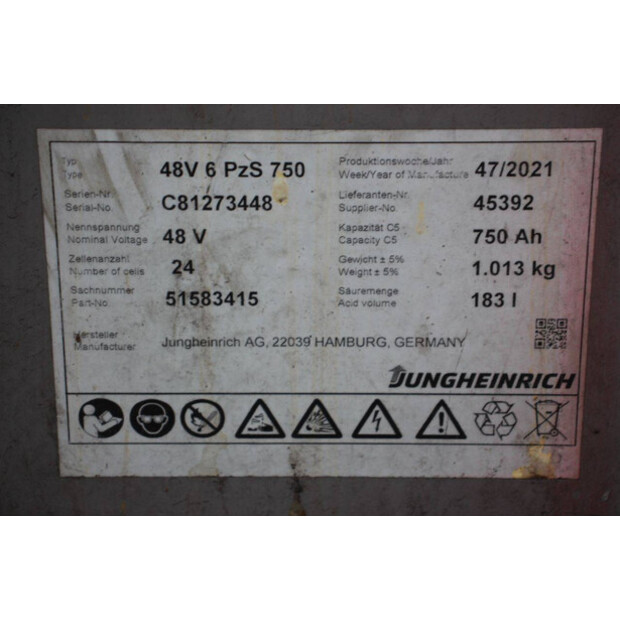 Typ 48V 6 PzS 750 Produktionswoche/Jahr 47/2021
Type Week/Year of Manufacture
Serien-Nr. C81273448 Lieferanten-Nr. 45392
Serial-No. Supplier-No.
Nennspannung 48 V Kapazität C5 750 Ah
Nominal Voltage Capacity C5
Zellenanzahl 24 Gewicht ± 5% 1.013 kg
Number of cells Weight ± 5%
Sachnummer 51583415 Säuremenge 183 l
Part-No. Acid volume
Hersteller Jungheinrich AG, 22039 HAMBURG, GERMANY
Manufacturer
JUNGHEINRICH